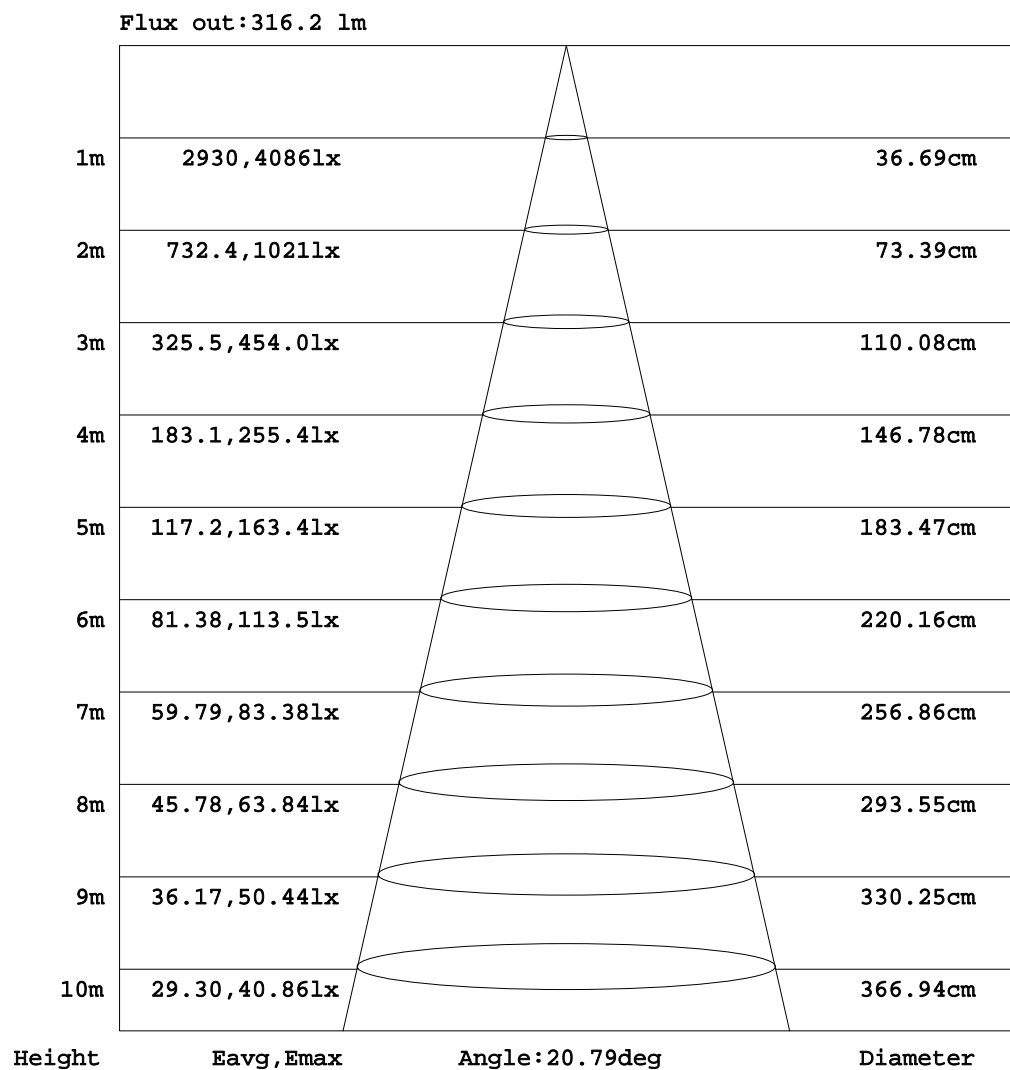 Flux out:316.2 lm
1m 2930,4086lx 36.69cm
2m 732.4,1021lx 73.39cm
3m 325.5,454.0lx 110.08cm
4m 183.1,255.4lx 146.78cm
5m 117.2,163.4lx 183.47cm
6m 81.38,113.5lx 220.16cm
7m 59.79,83.38lx 256.86cm
8m 45.78,63.84lx 293.55cm
9m 36.17,50.44lx 330.25cm
10m 29.30,40.86lx 366.94cm
Height Eavg,Emax Angle:20.79deg Diameter